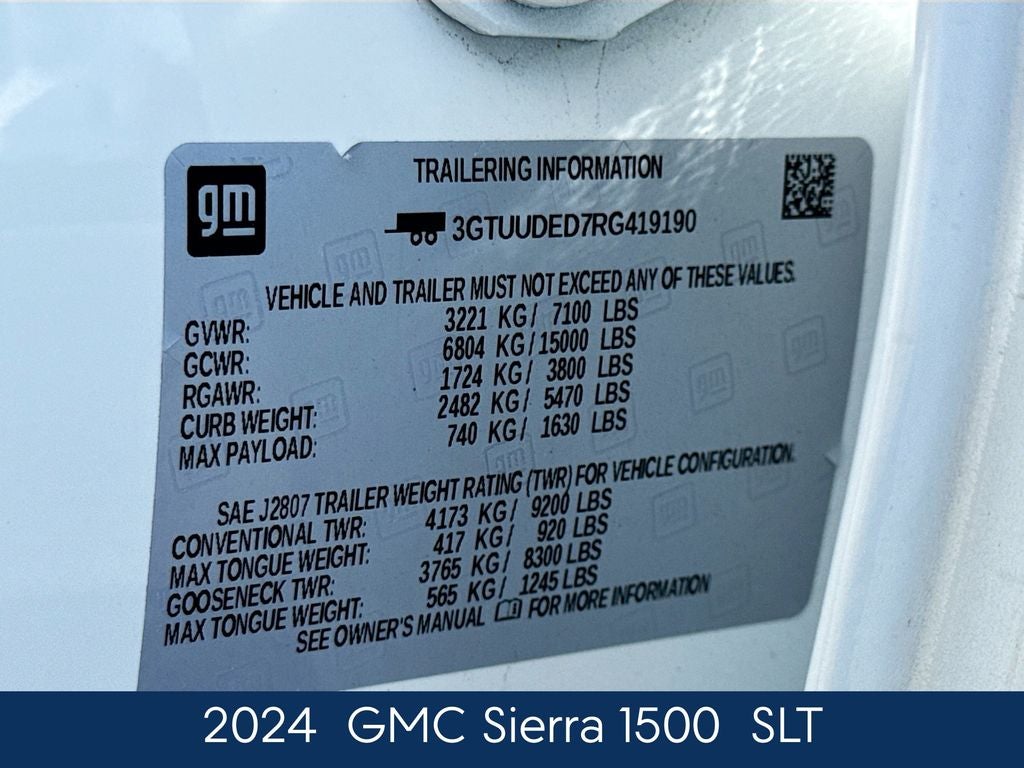 gm
TRAILERING INFORMATION
3GTUUDED7RG419190
VEHICLE AND TRAILER MUST NOT EXCEED ANY OF THESE VALUES.
GVWR: 3221 KG/ 7100 LBS
GCWR: 6804 KG/15000 LBS
RGAWR: 1724 KG/ 3800 LBS
CURB WEIGHT: 2482 KG/ 5470 LBS
MAX PAYLOAD: 740 KG/ 1630 LBS
SAE J2807 TRAILER WEIGHT RATING (TWR) FOR VEHICLE CONFIGURATION.
CONVENTIONAL TWR: 4173 KG/ 9200 LBS
MAX TONGUE WEIGHT: 417 KG/ 920 LBS
GOOSENECK TWR: 3765 KG/ 8300 LBS
MAX TONGUE WEIGHT: 565 KG/ 1245 LBS
SEE OWNER'S MANUAL FOR MORE INFORMATION
2024 GMC Sierra 1500 SLT